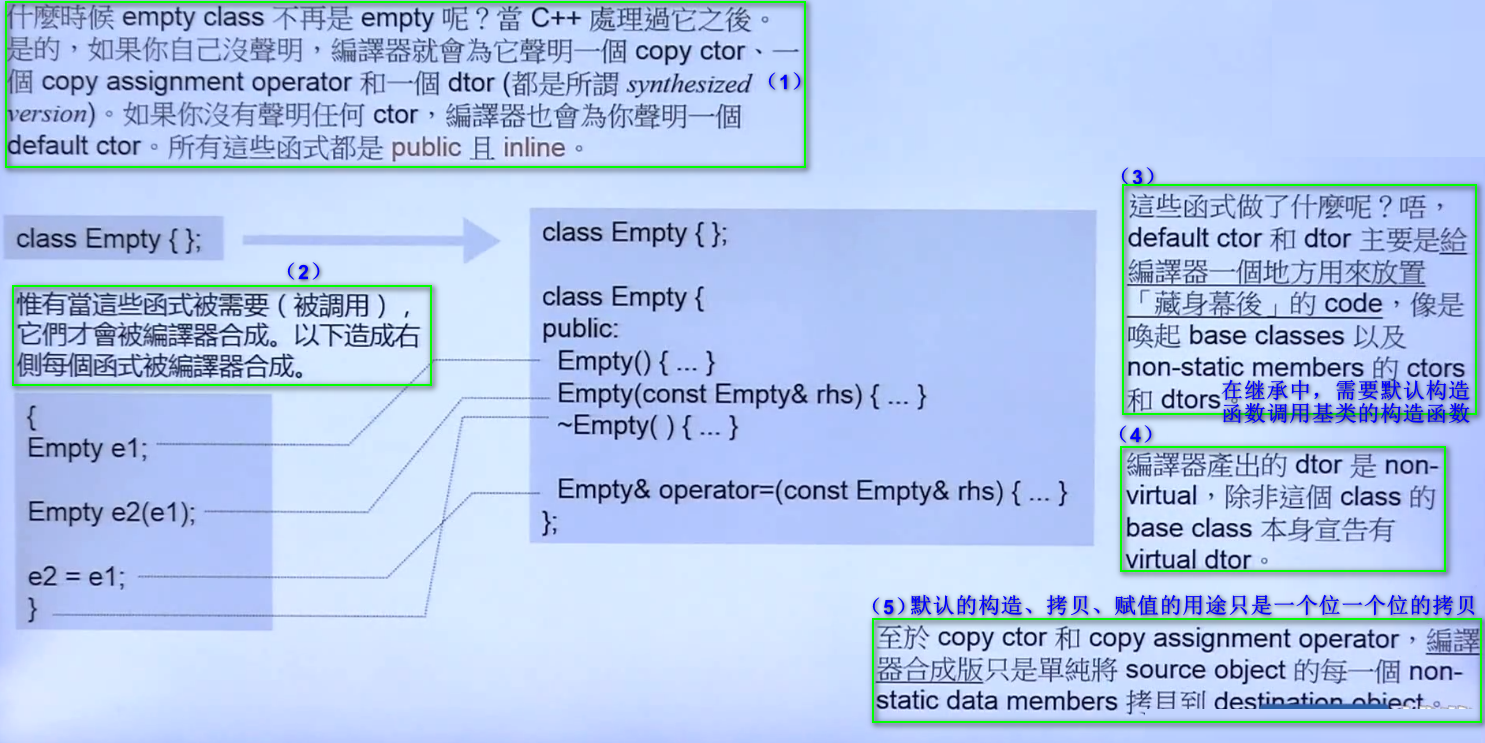 什麼時候 empty class 不再是 empty 呢？當 C++ 處理過它之後。
是的，如果你自己沒聲明，編譯器就會為它聲明一個 copy ctor、一
個 copy assignment operator 和一個 dtor (都是所謂 synthesized
version)。如果你沒有聲明任何 ctor，編譯器也會為你聲明一個
default ctor。所有這些函式都是 public 且 inline。
（1）
class Empty { };
（2）
惟有當這些函式被需要（被調用），
它們才會被編譯器合成。以下造成右
側每個函式被編譯器合成。
{
Empty e1;
Empty e2(e1);
e2 = e1;
}
class Empty { };
class Empty {
public:
Empty() { ... }
Empty(const Empty& rhs) { ... }
~Empty( ) { ... }
Empty& operator=(const Empty& rhs) { ... }
};
（3）
這些函式做了什麼呢？唔，
default ctor 和 dtor 主要是給
編譯器一個地方用來放置
「藏身幕後」的 code，像是
喚起 base classes 以及
non-static members 的 ctors
和 dtors。
在继承中，需要默认构造
函数调用基类的构造函数
（4）
編譯器產出的 dtor 是 non-
virtual，除非這個 class 的
base class 本身宣告有
virtual dtor。
（5）默认的构造、拷贝、赋值的用途只是一个位一个位的拷贝
至於 copy ctor 和 copy assignment operator，編譯
器合成版只是單純將 source object 的每一個 non-
static data members 拷貝到 destination object。